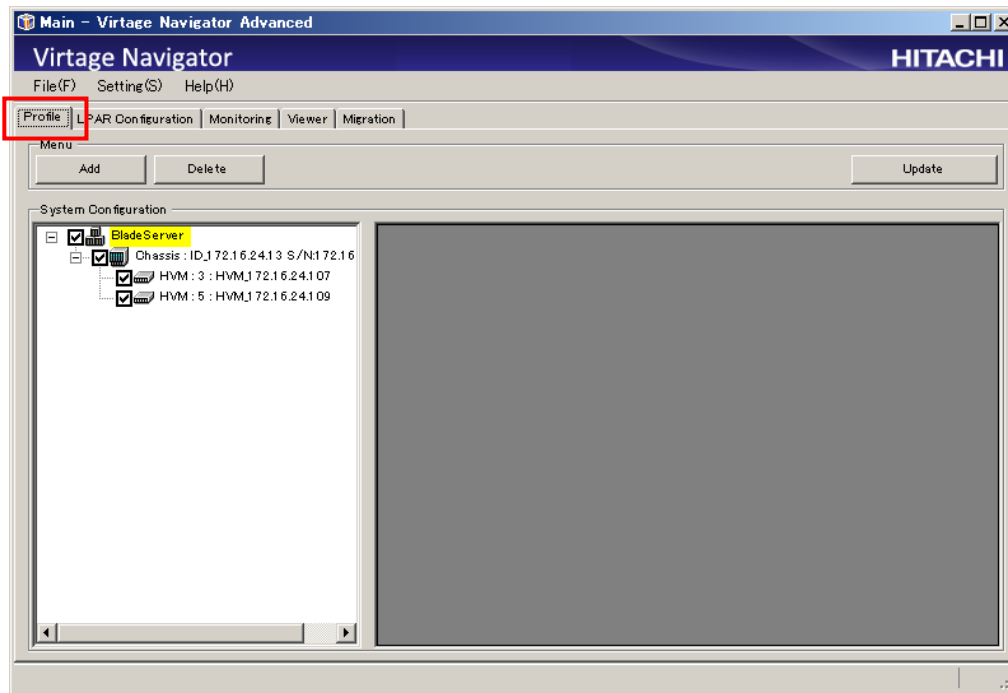 Main - Virtage Navigator Advanced
Virtage Navigator HITACHI
File(F) Setting(S) Help(H)
Profile LPAR Configuration Monitoring Viewer Migration
Menu
Add Delete Update
System Configuration
BladeServer
Chassis : ID_172.16.24.13 S/N:172.16
HVM : 3 : HVM_172.16.24.107
HVM : 5 : HVM_172.16.24.109